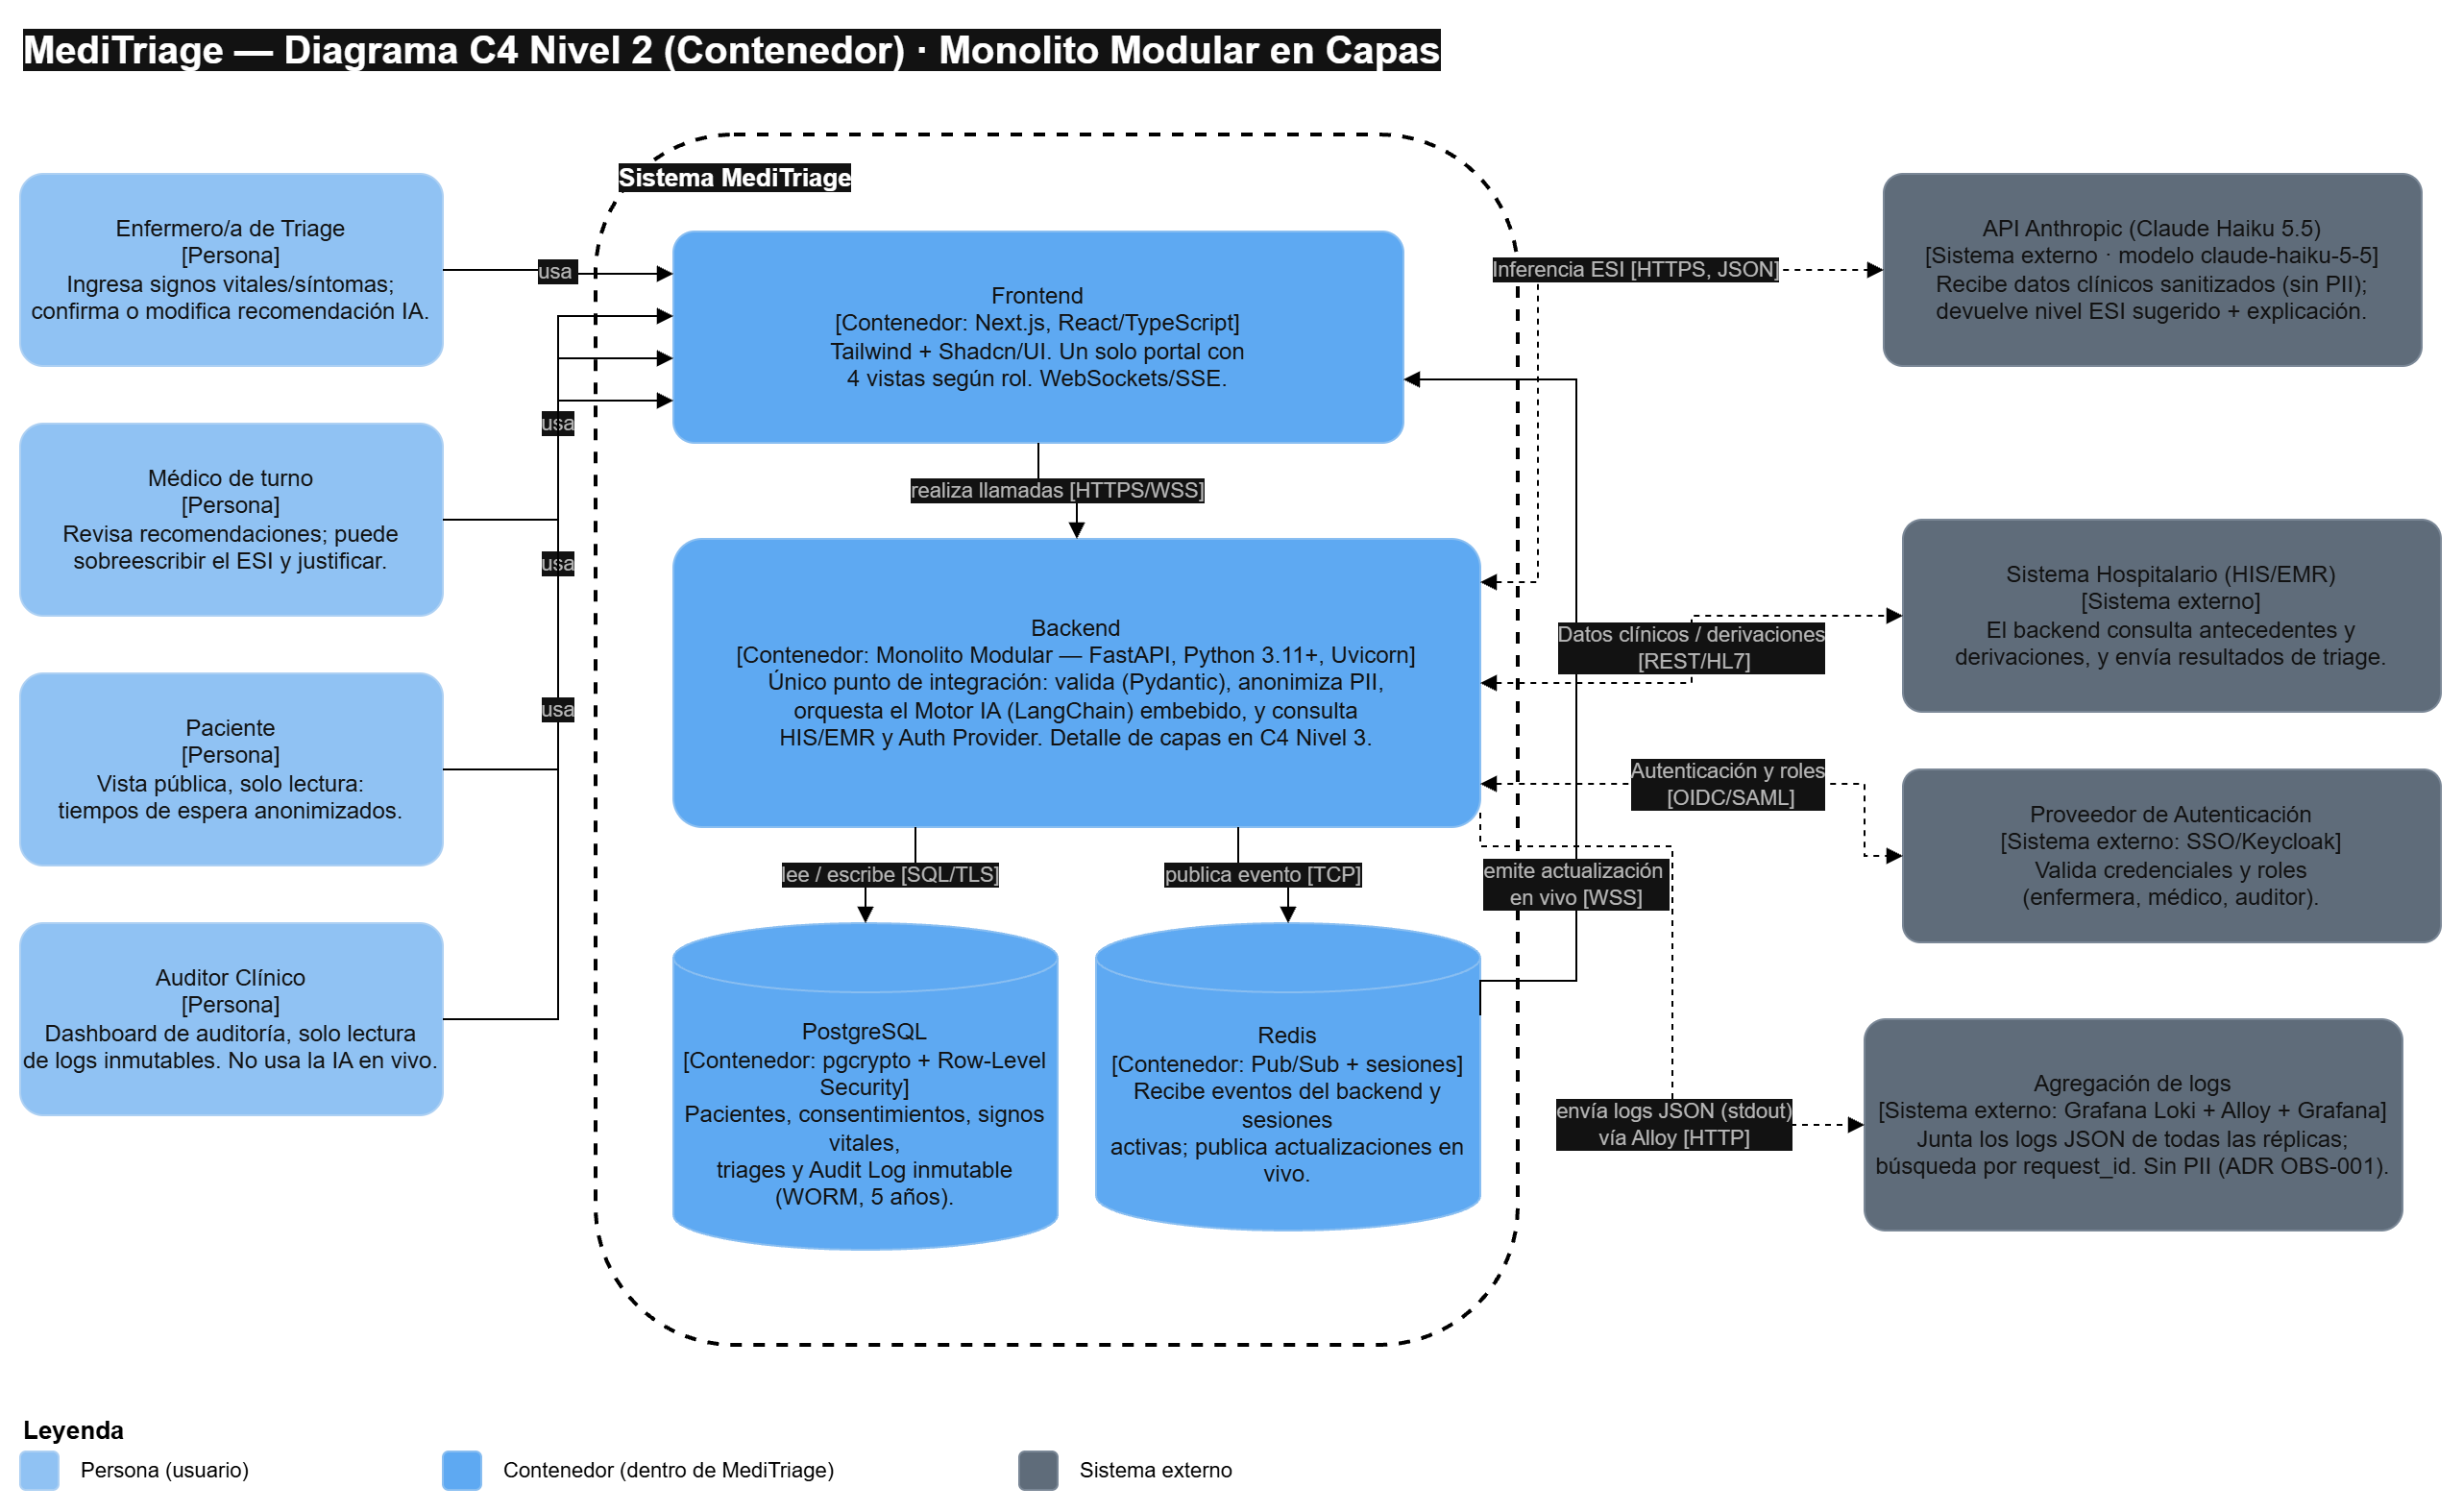 MediTriage — Diagrama C4 Nivel 2 (Contenedor) · Monolito Modular en Capas
Sistema MediTriage
Enfermero/a de Triage
[Persona]
Ingresa signos vitales/síntomas;
confirma o modifica recomendación IA.
Médico de turno
[Persona]
Revisa recomendaciones; puede
sobreescribir el ESI y justificar.
Paciente
[Persona]
Vista pública, solo lectura:
tiempos de espera anonimizados.
Auditor Clínico
[Persona]
Dashboard de auditoría, solo lectura
de logs inmutables. No usa la IA en vivo.
usa
usa
usa
usa
Frontend
[Contenedor: Next.js, React/TypeScript]
Tailwind + Shadcn/UI. Un solo portal con
4 vistas según rol. WebSockets/SSE.
realiza llamadas [HTTPS/WSS]
Backend
[Contenedor: Monolito Modular — FastAPI, Python 3.11+, Uvicorn]
Único punto de integración: valida (Pydantic), anonimiza PII,
orquesta el Motor IA (LangChain) embebido, y consulta
HIS/EMR y Auth Provider. Detalle de capas en C4 Nivel 3.
lee / escribe [SQL/TLS]
publica evento [TCP]
PostgreSQL
[Contenedor: pgcrypto + Row-Level
Security]
Pacientes, consentimientos, signos
vitales,
triages y Audit Log inmutable
(WORM, 5 años).
Redis
[Contenedor: Pub/Sub + sesiones]
Recibe eventos del backend y
sesiones
activas; publica actualizaciones en
vivo.
Inferencia ESI [HTTPS, JSON]
Datos clínicos / derivaciones
[REST/HL7]
Autenticación y roles
[OIDC/SAML]
emite actualización
en vivo [WSS]
envía logs JSON (stdout)
vía Alloy [HTTP]
API Anthropic (Claude Haiku 5.5)
[Sistema externo · modelo claude-haiku-5-5]
Recibe datos clínicos sanitizados (sin PII);
devuelve nivel ESI sugerido + explicación.
Sistema Hospitalario (HIS/EMR)
[Sistema externo]
El backend consulta antecedentes y
derivaciones, y envía resultados de triage.
Proveedor de Autenticación
[Sistema externo: SSO/Keycloak]
Valida credenciales y roles
(enfermera, médico, auditor).
Agregación de logs
[Sistema externo: Grafana Loki + Alloy + Grafana]
Junta los logs JSON de todas las réplicas;
búsqueda por request_id. Sin PII (ADR OBS-001).
Leyenda
Persona (usuario)
Contenedor (dentro de MediTriage)
Sistema externo